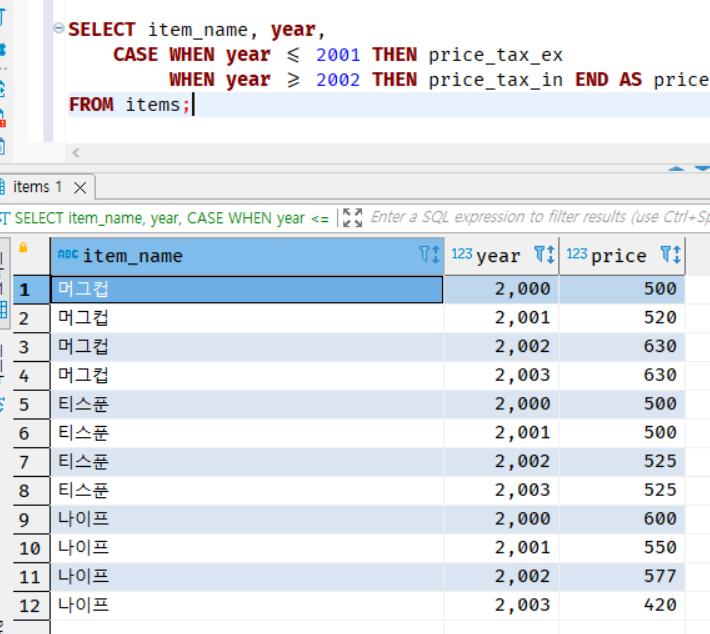 SELECT item_name, year,
CASE WHEN year <= 2001 THEN price_tax_ex
WHEN year >= 2002 THEN price_tax_in END AS price
FROM items;
items 1
SELECT item_name, year, CASE WHEN year <= Enter a SQL expression to filter results (use Ctrl+Sp
ABC item_name 123 year 123 price
1 머그컵 2,000 500
2 머그컵 2,001 520
3 머그컵 2,002 630
4 머그컵 2,003 630
5 티스푼 2,000 500
6 티스푼 2,001 500
7 티스푼 2,002 525
8 티스푼 2,003 525
9 나이프 2,000 600
10 나이프 2,001 550
11 나이프 2,002 577
12 나이프 2,003 420